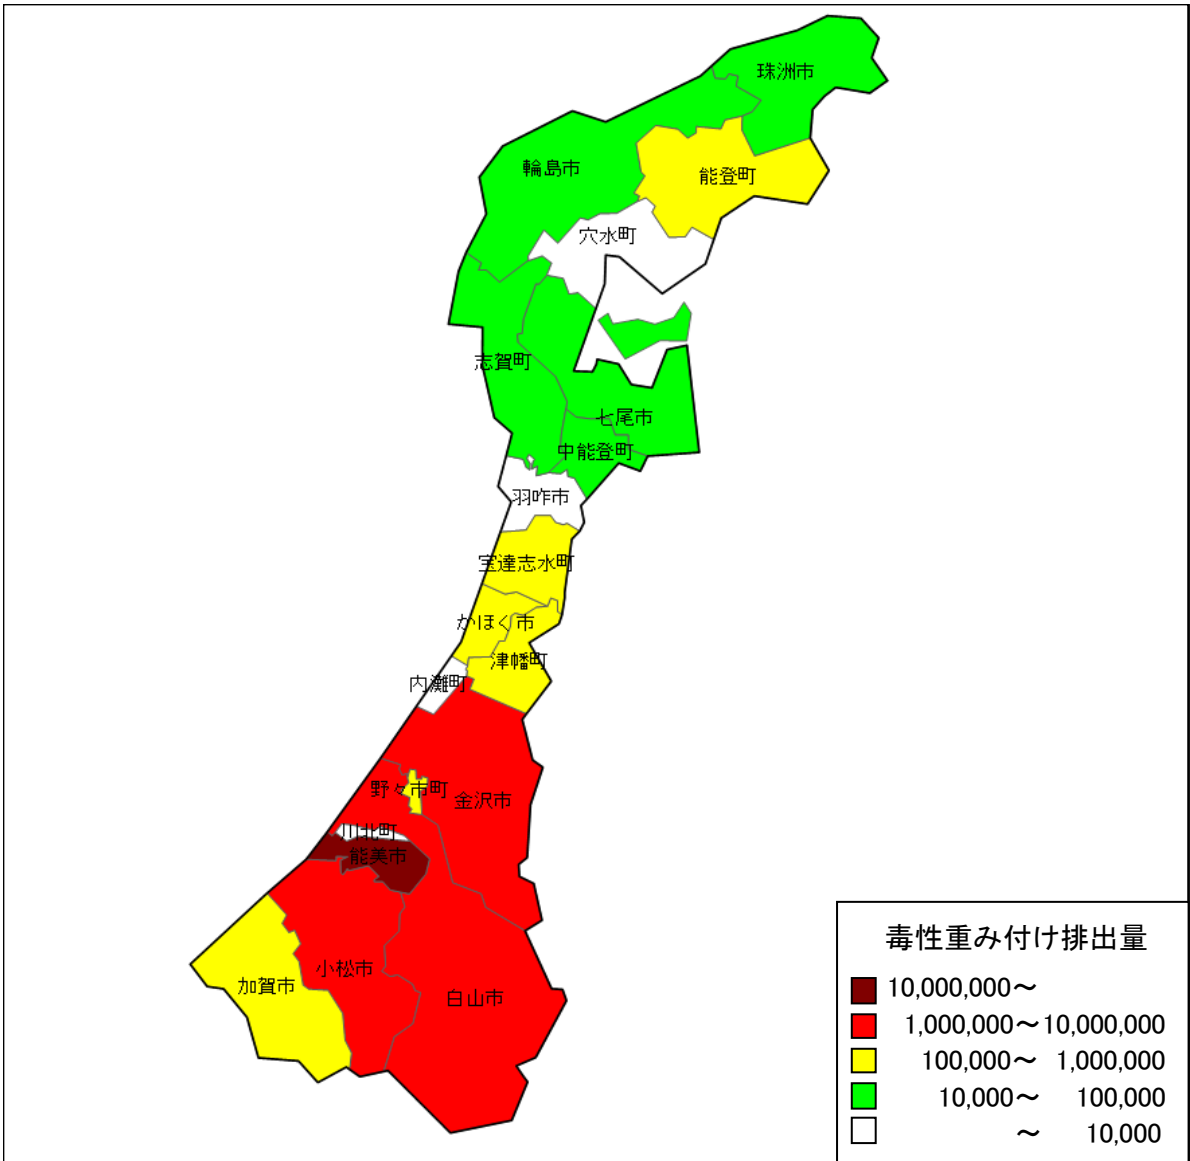 珠洲市
輪島市
能登町
穴水町
志賀町
七尾市
中能登町
羽咋市
宝達志水町
かほく市
津幡町
内灘町
野々市町
金沢市
川北町
能美市
小松市
加賀市
白山市
毒性重み付け排出量
10,000,000～
1,000,000～10,000,000
100,000～ 1,000,000
10,000～ 100,000
～ 10,000